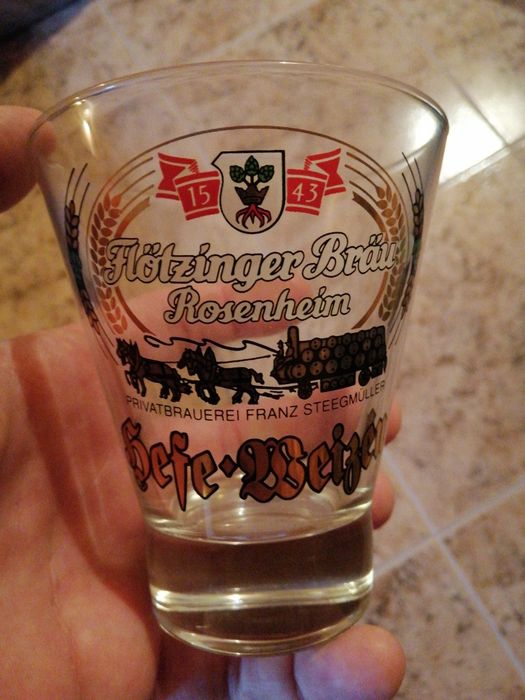 15 43
Flötzinger Bräu
Rosenheim
PRIVATBRAUEREI FRANZ STEEGMÜLLER
Hefe-Weizen